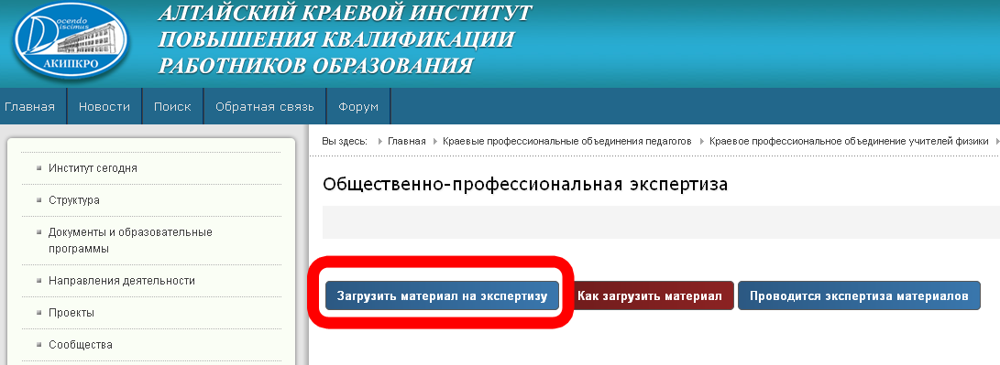 Docendo
Discimus
АКИПКРО
АЛТАЙСКИЙ КРАЕВОЙ ИНСТИТУТ
ПОВЫШЕНИЯ КВАЛИФИКАЦИИ
РАБОТНИКОВ ОБРАЗОВАНИЯ
Главная Новости Поиск Обратная связь Форум
Институт сегодня
Структура
Документы и образовательные
программы
Направления деятельности
Проекты
Сообщества
Вы здесь: Главная Краевые профессиональные объединения педагогов Краевое профессиональное объединение учителей физики
Общественно-профессиональная экспертиза
Загрузить материал на экспертизу Как загрузить материал Проводится экспертиза материалов